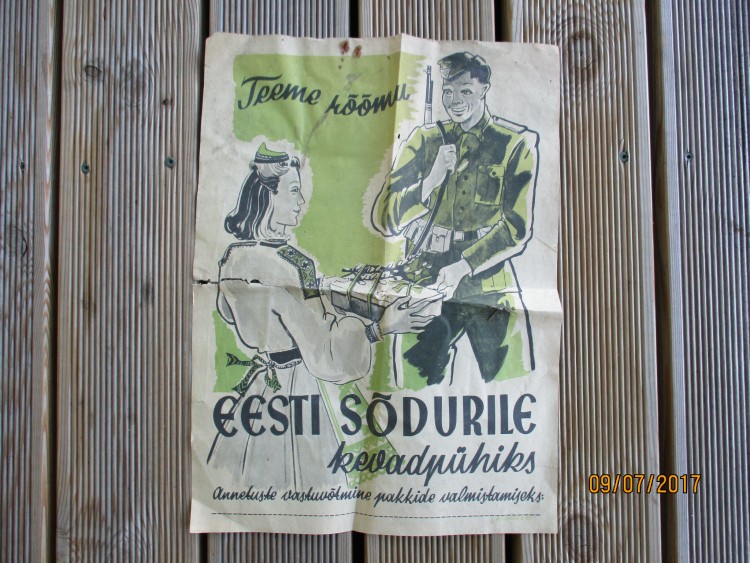 Teeme rõõmu
EESTI SÕDURILE
kevadpühiks
Annetuste vastuvõtmine pakkide valmistamiseks:
09/07/2017